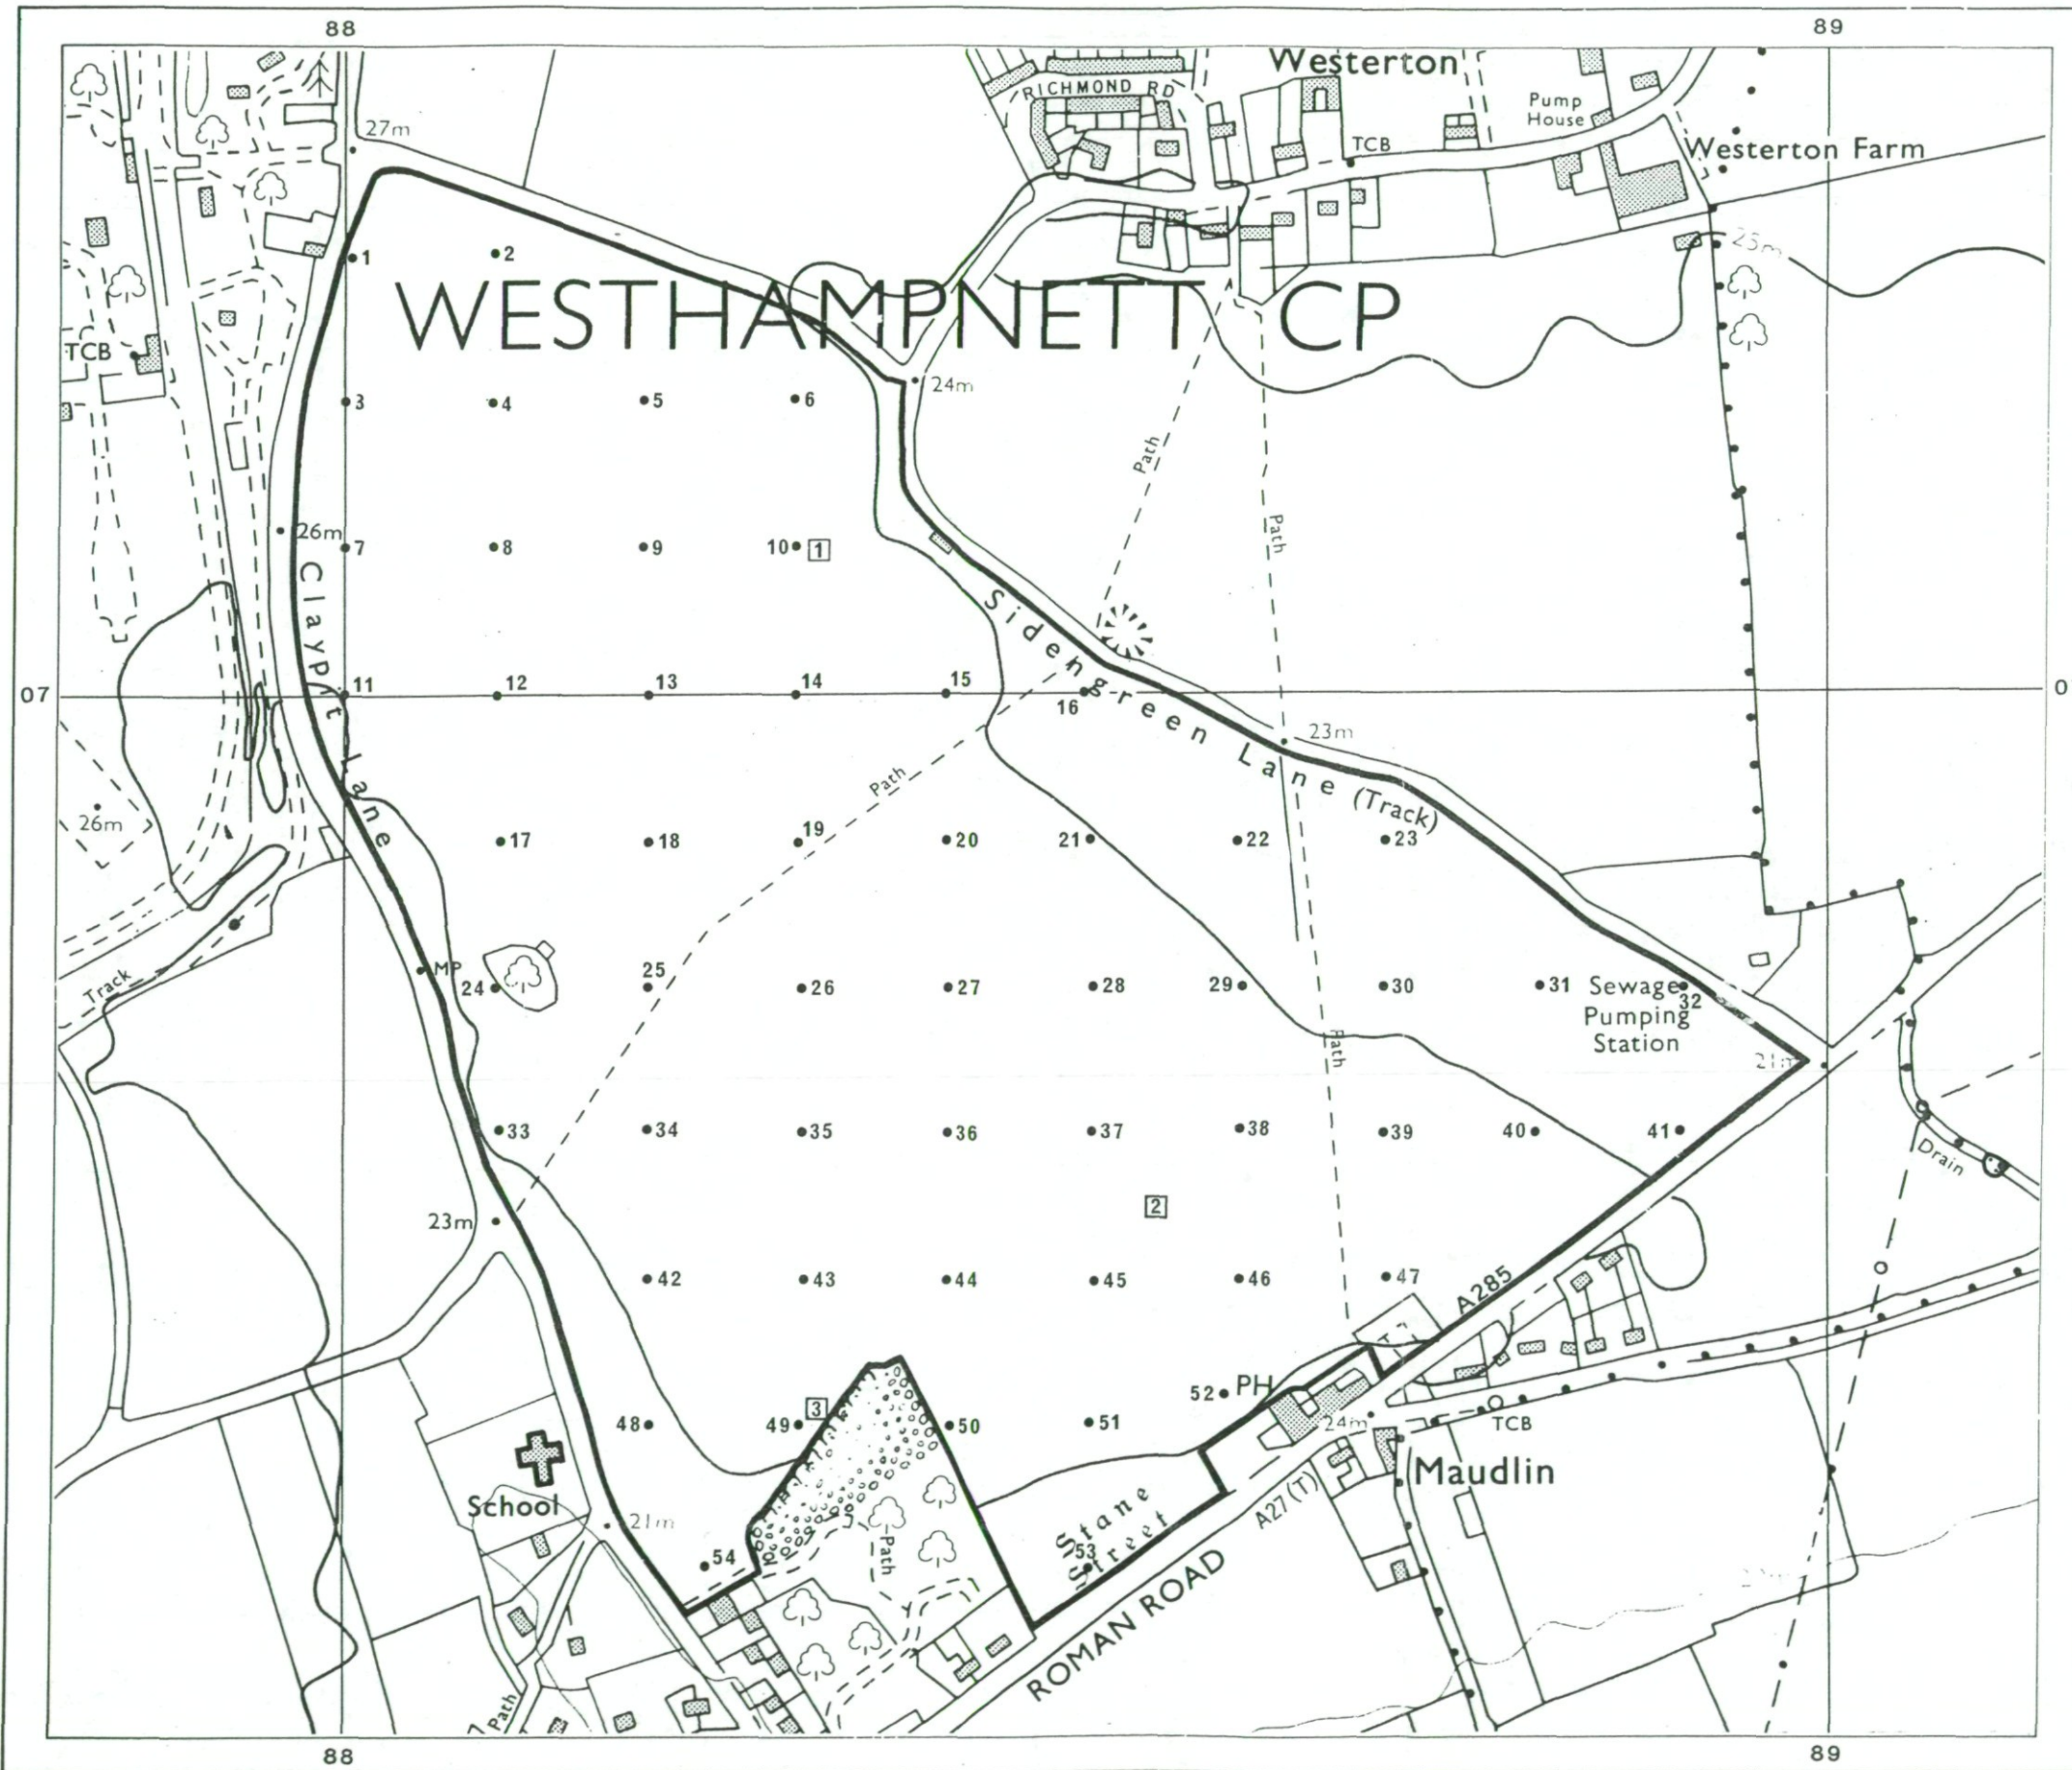 88 89
Westerton
RICHMOND RD
Pump
House
27m
TCB
Westerton Farm
25m
1 2
WESTHAMPNETT CP
TCB
24m
3 4 5 6
Path
Path
26m
7 8 9 10 1
Claypit Lane
Sidengreen Lane (Track)
07 11 12 13 14 15 0
16
23m
Path
26m
17 18 19 20 21 22 23
MP
Track
24 25 26 27 28 29 30 31 32
Sewage
Pumping
Station
Path
21m
33 34 35 36 37 38 39 40 41
Drain
2
23m
42 43 44 45 46 47
A285
52 PH
3
48 49 50 51
24m
TCB
Maudlin
School
21m
A27(T)
Stane
Street
53
54
Path
ROMAN ROAD
Path
88 89